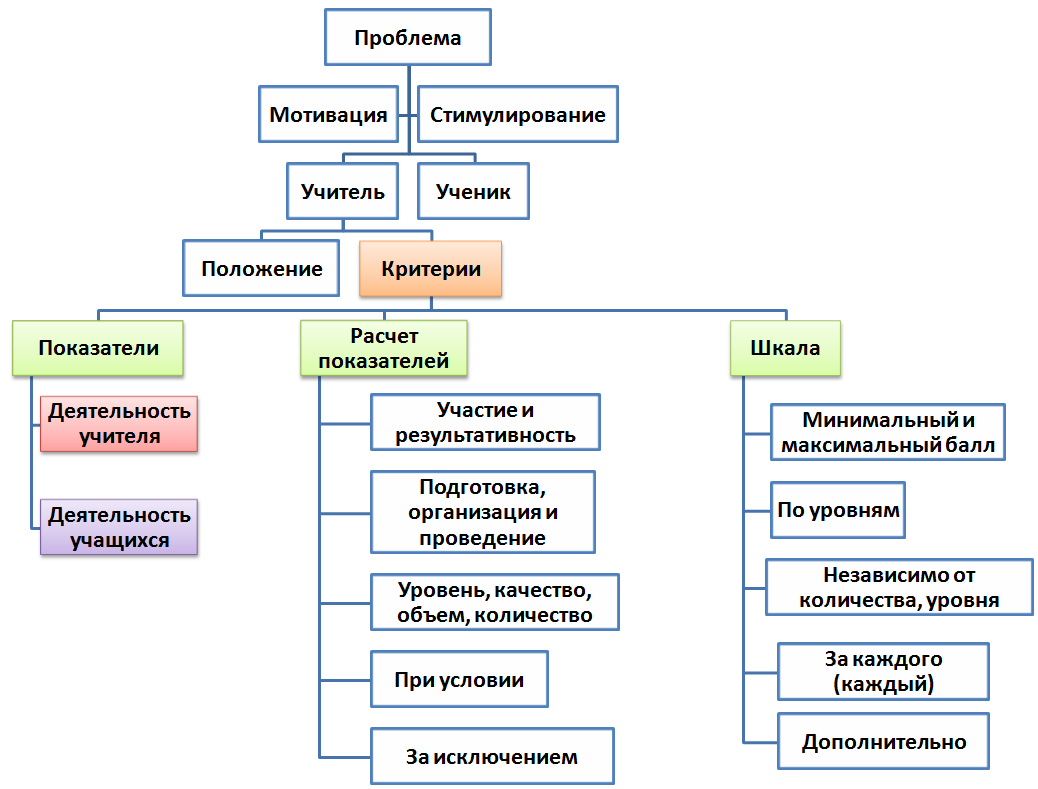 Проблема
Мотивация
Стимулирование
Учитель
Ученик
Положение
Критерии
Показатели
Деятельность
учителя
Деятельность
учащихся
Расчет
показателей
Участие и
результативность
Подготовка,
организация и
проведение
Уровень, качество,
объем, количество
При условии
За исключением
Шкала
Минимальный и
максимальный балл
По уровням
Независимо от
количества, уровня
За каждого
(каждый)
Дополнительно